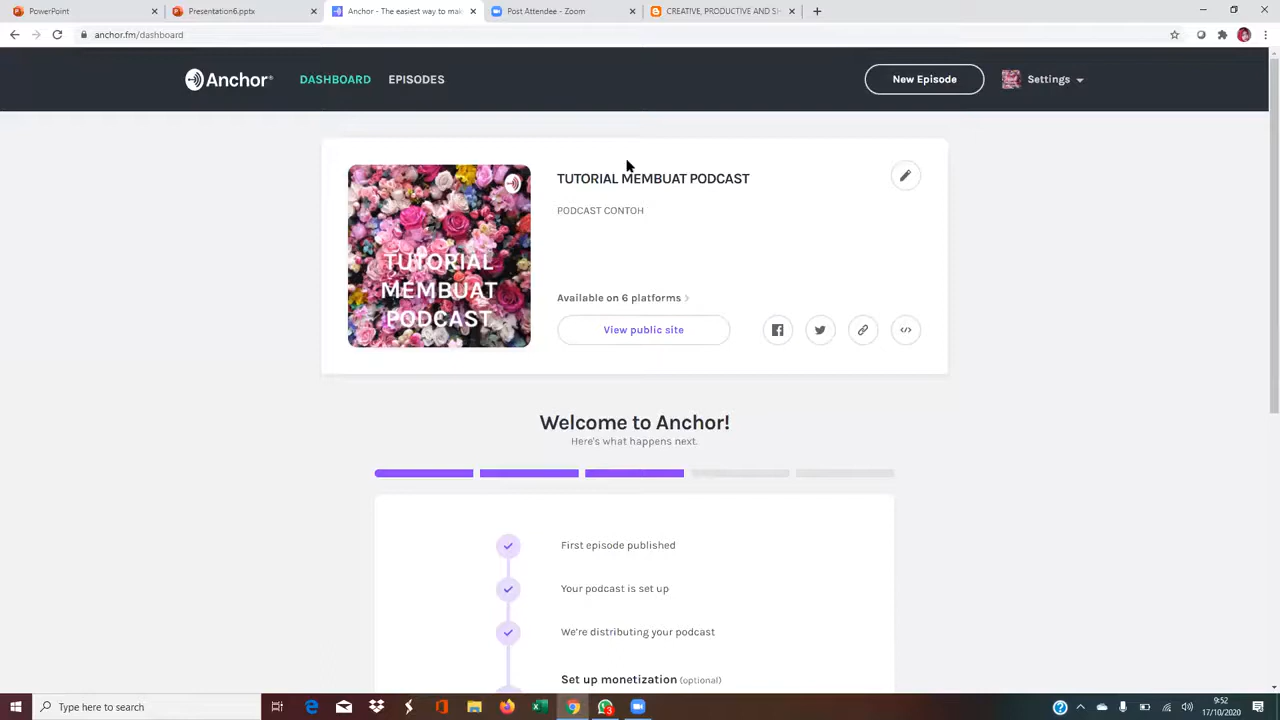 PowerPoint
Presentation6.pptx
Anchor - The easiest way to mak
Post Attendee - Zoom
CREATIVE, PRODUCTIVE AND S
anchor.fm/dashboard
Anchor
DASHBOARD
EPISODES
New Episode
Settings
TUTORIAL MEMBUAT PODCAST
PODCAST CONTOH
TUTORIAL
MEMBUAT
PODCAST
Available on 6 platforms
View public site
Welcome to Anchor!
Here's what happens next.
First episode published
Your podcast is set up
We're distributing your podcast
Set up monetization (optional)
Type here to search
3
9:52
17/10/2020